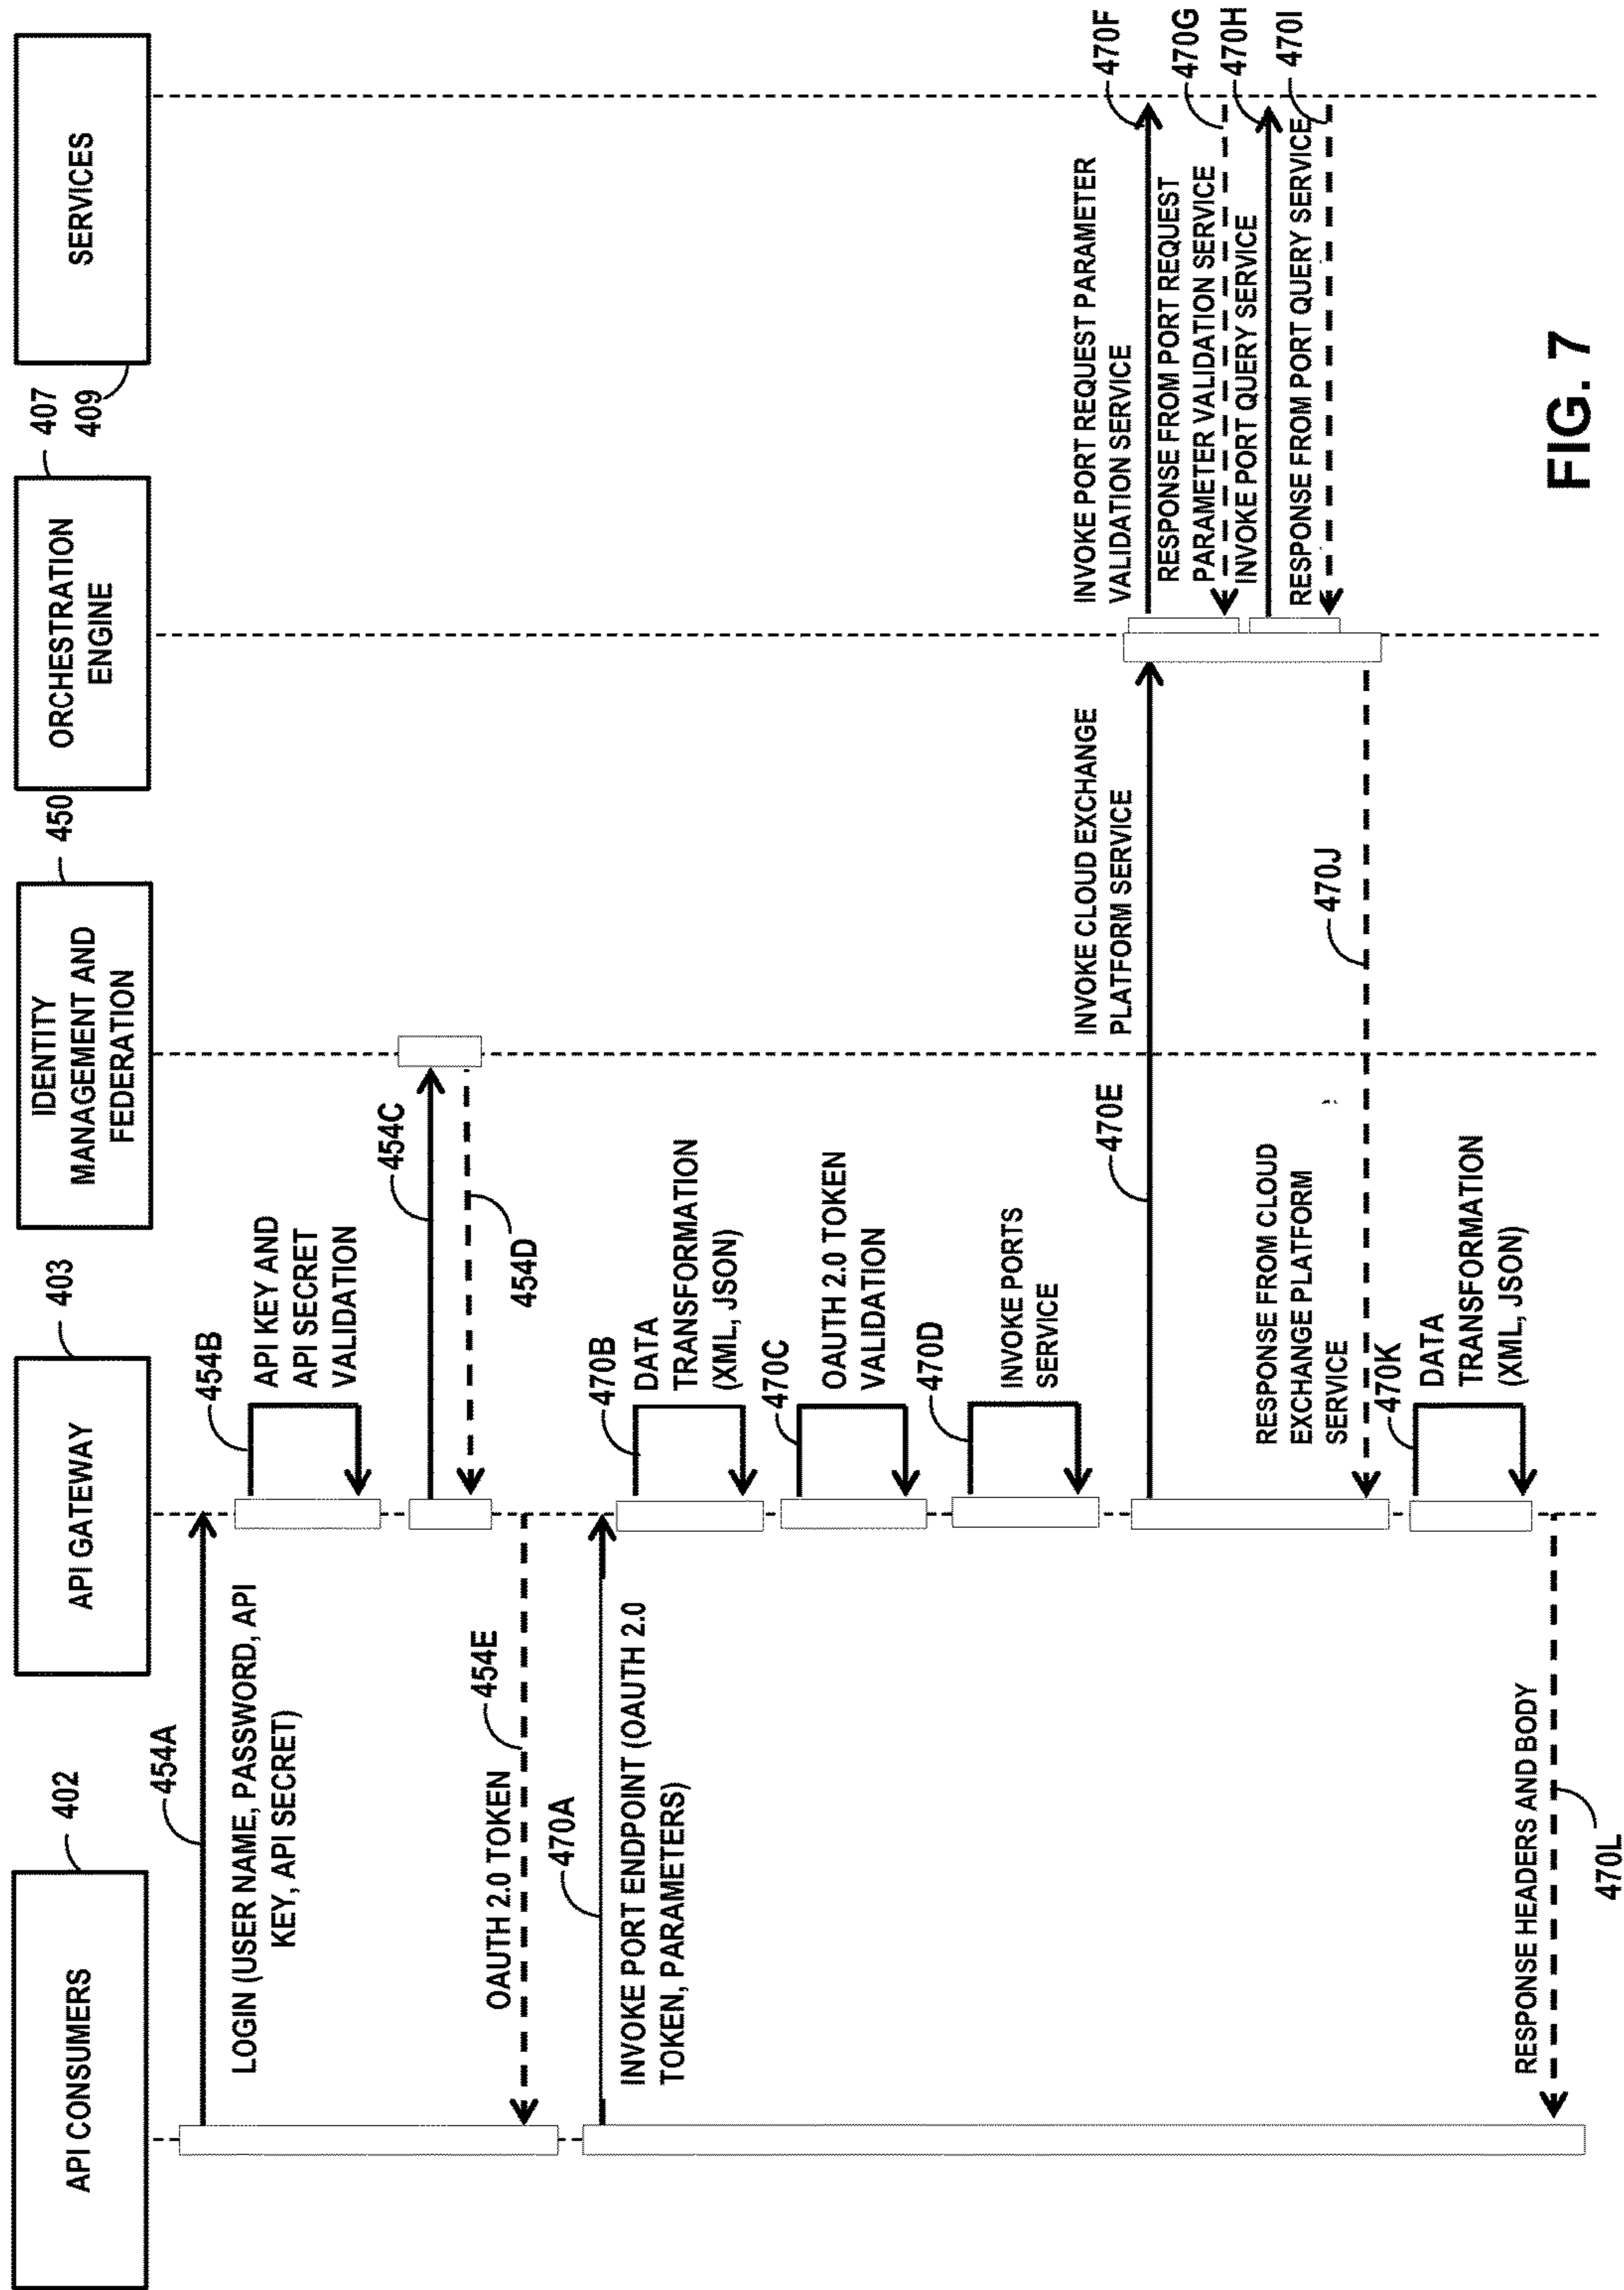 API CONSUMERS
402
API GATEWAY
403
IDENTITY
MANAGEMENT AND
FEDERATION
450
ORCHESTRATION
ENGINE
407
SERVICES
409
454A
LOGIN (USER NAME, PASSWORD, API
KEY, API SECRET)
454B
API KEY AND
API SECRET
VALIDATION
454C
454D
454E
OAUTH 2.0 TOKEN
470A
INVOKE PORT ENDPOINT (OAUTH 2.0
TOKEN, PARAMETERS)
470B
DATA
TRANSFORMATION
(XML, JSON)
470C
OAUTH 2.0 TOKEN
VALIDATION
470D
INVOKE PORTS
SERVICE
470E
INVOKE CLOUD EXCHANGE
PLATFORM SERVICE
INVOKE PORT REQUEST PARAMETER
VALIDATION SERVICE
470F
RESPONSE FROM PORT REQUEST
PARAMETER VALIDATION SERVICE
470G
INVOKE PORT QUERY SERVICE
470H
RESPONSE FROM PORT QUERY SERVICE
470I
RESPONSE FROM CLOUD
EXCHANGE PLATFORM
SERVICE
470J
470K
DATA
TRANSFORMATION
(XML, JSON)
RESPONSE HEADERS AND BODY
470L
FIG. 7